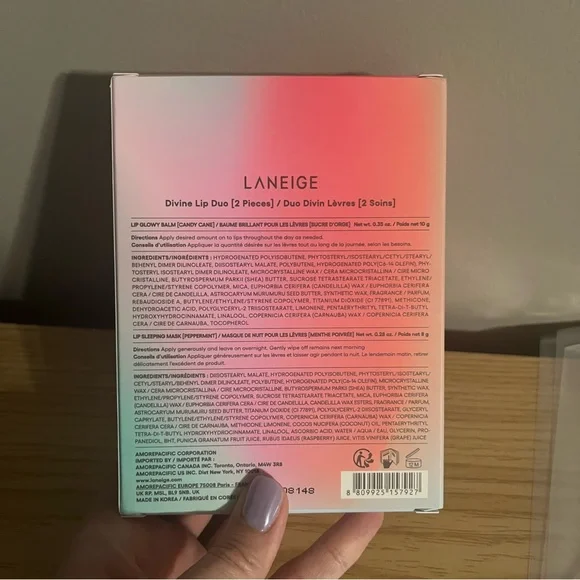 LANEIGE
Divine Lip Duo [2 Pieces] / Duo Divin Lèvres [2 Soins]
LIP GLOWY BALM [CANDY CANE] / BAUME BRILLANT POUR LES LÈVRES [SUCRE D'ORGE] Net wt. 0.35 oz. / Poids net 10 g
Directions Apply desired amount on to lips throughout the day as needed.
Conseils d'utilisation Appliquer la quantité désirée sur les lèvres tout au long de la journée, selon les besoins.
INGREDIENTS/INGRÉDIENTS : HYDROGENATED POLYISOBUTENE, PHYTOSTERYL/ISOSTEARYL/CETYL/STEARYL/
BEHENYL DIMER DILINOLEATE, DIISOSTEARYL MALATE, POLYBUTENE, HYDROGENATED POLY(C6-14 OLEFIN), PHY-
TOSTERYL ISOSTEARYL DIMER DILINOLEATE, MICROCRYSTALLINE WAX / CERA MICROCRISTALLINA / CIRE MICRO
CRISTALLINE, BUTYROSPERMUM PARKII (SHEA) BUTTER, SUCROSE TETRASTEARATE TRIACETATE, ETHYLENE/
PROPYLENE/STYRENE COPOLYMER, MICA, EUPHORBIA CERIFERA (CANDELILLA) WAX / EUPHORBIA CERIFERA
CERA / CIRE DE CANDELILLA, ASTROCARYUM MURUMURU SEED BUTTER, SYNTHETIC WAX, FRAGRANCE / PARFUM,
REBAUDIOSIDE A, BUTYLENE/ETHYLENE/STYRENE COPOLYMER, TITANIUM DIOXIDE (CI 77891), METHICONE,
DEHYDROACETIC ACID, POLYGLYCERYL-2 TRIISOSTEARATE, LIMONENE, PENTAERYTHRITYL TETRA-DI-T-BUTYL
HYDROXYHYDROCINNAMATE, LINALOOL, COPERNICIA CERIFERA (CARNAUBA) WAX / COPERNICIA CERIFERA
CERA / CIRE DE CARNAUBA, TOCOPHEROL
LIP SLEEPING MASK [PEPPERMINT] / MASQUE DE NUIT POUR LES LÈVRES [MENTHE POIVRÉE] Net wt. 0.28 oz. / Poids net 8 g
Directions Apply generously and leave on overnight. Gently wipe off remains next morning
Conseils d'utilisation Appliquer généreusement sur les lèvres et laisser agir pendant la nuit. Le lendemain matin, retirer
délicatement l'excédent de produit.
INGREDIENTS/INGRÉDIENTS : DIISOSTEARYL MALATE, HYDROGENATED POLYISOBUTENE, PHYTOSTERYL/ISOSTEARYL/
CETYL/STEARYL/BEHENYL DIMER DILINOLEATE, POLYBUTENE, HYDROGENATED POLY(C6-14 OLEFIN), MICROCRYSTALLINE
WAX / CERA MICROCRISTALLINA / CIRE MICROCRISTALLINE, BUTYROSPERMUM PARKII (SHEA) BUTTER, SYNTHETIC WAX,
ETHYLENE/PROPYLENE/STYRENE COPOLYMER, SUCROSE TETRASTEARATE TRIACETATE, MICA, EUPHORBIA CERIFERA
(CANDELILLA) WAX / EUPHORBIA CERIFERA CERA / CIRE DE CANDELILLA, CANDELILLA WAX ESTERS, FRAGRANCE / PARFUM,
ASTROCARYUM MURUMURU SEED BUTTER, TITANIUM DIOXIDE (CI 77891), POLYGLYCERYL-2 DIISOSTEARATE, GLYCERYL
CAPRYLATE, BUTYLENE/ETHYLENE/STYRENE COPOLYMER, COPERNICIA CERIFERA (CARNAUBA) WAX / COPERNICIA
CERIFERA CERA / CIRE DE CARNAUBA, METHICONE, LIMONENE, COCOS NUCIFERA (COCONUT) OIL, PENTAERYTHRITYL
TETRA-DI-T-BUTYL HYDROXYHYDROCINNAMATE, LINALOOL, ASCORBIC ACID, WATER / AQUA / EAU, GLYCERIN, PRO-
PANEDIOL, BHT, PUNICA GRANATUM FRUIT JUICE, RUBUS IDAEUS (RASPBERRY) JUICE, VITIS VINIFERA (GRAPE) JUICE
AMOREPACIFIC CORPORATION
IMPORTED BY / IMPORTÉ PAR :
AMOREPACIFIC CANADA INC. Toronto, Ontario, M4W 3R8
AMOREPACIFIC US INC. Dist New York, NY 10016
www.laneige.com
AMOREPACIFIC EUROPE 75008 Paris -
UK RP. MSL, BL9 5NB, UK
MADE IN KOREA / FABRIQUÉ EN CORÉE
08148
12 M
8 809925 157927